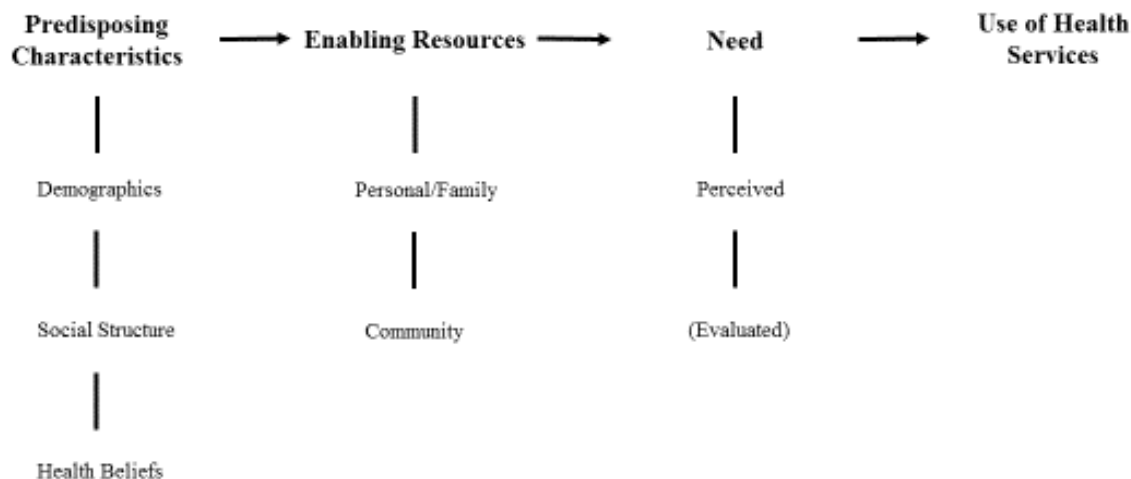 Predisposing
Characteristics
Enabling Resources
Need
Use of Health
Services
Demographics
Personal/Family
Perceived
Social Structure
Community
(Evaluated)
Health Beliefs